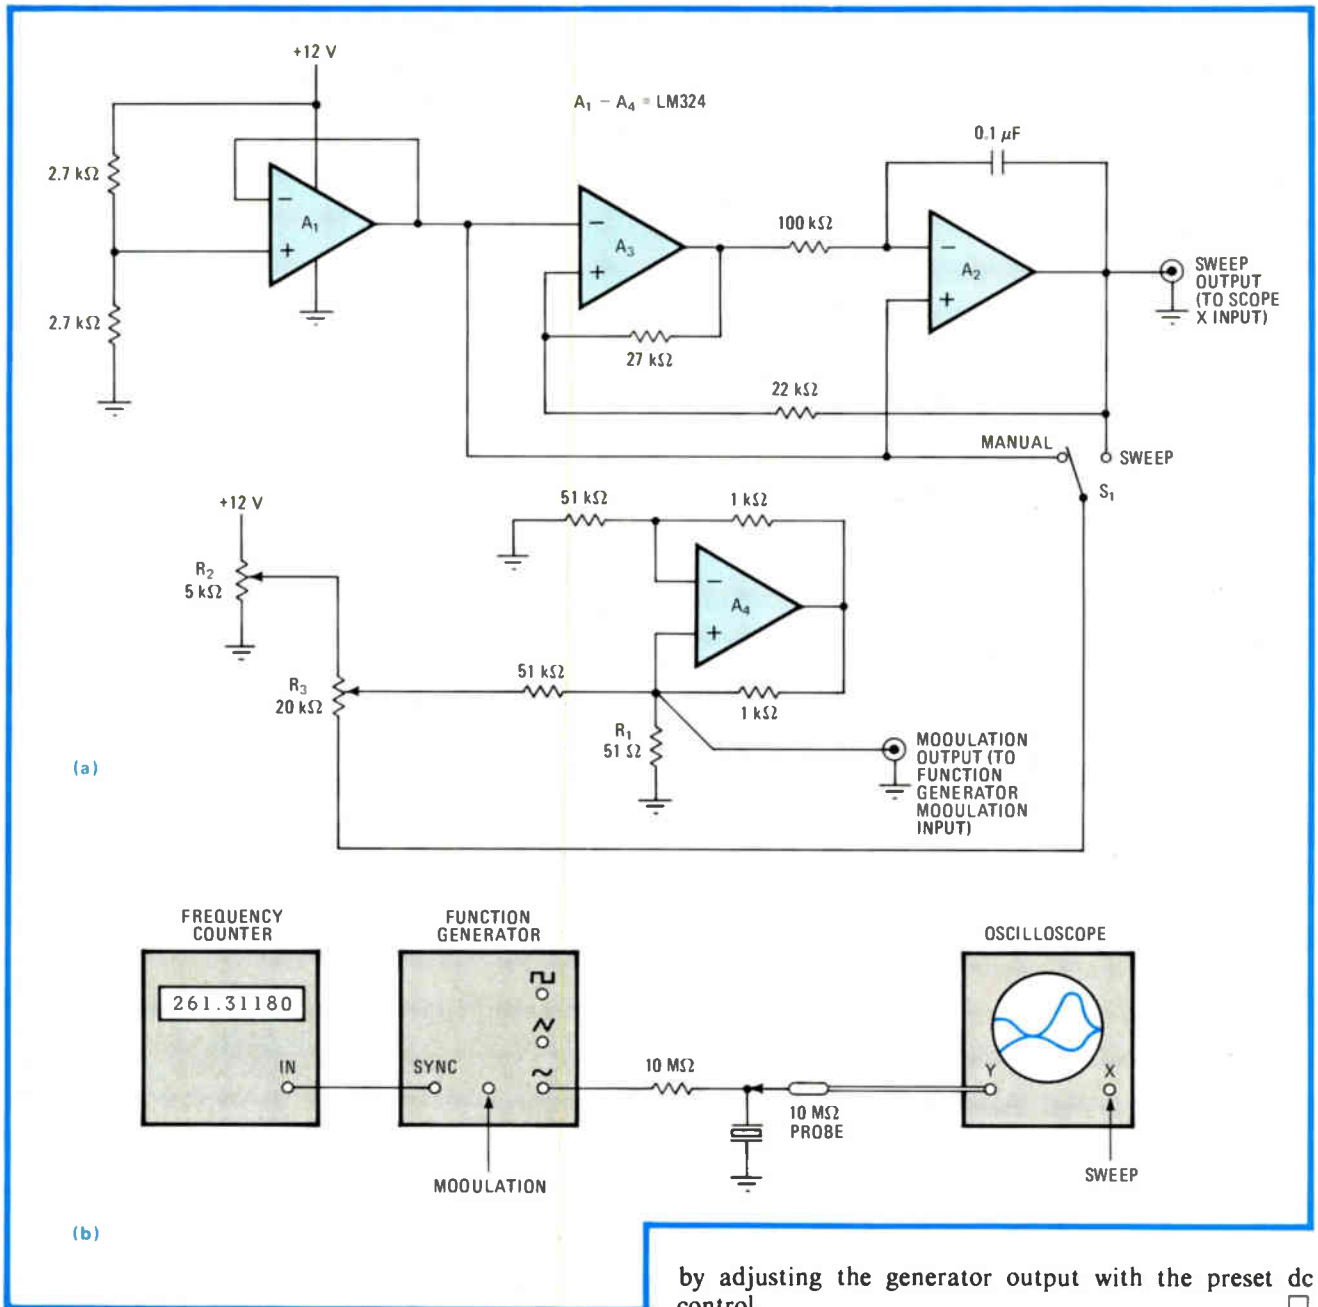 +12 V
A₁ – A₄ = LM324
2.7 kΩ
−
A₁
+
2.7 kΩ
−
A₃
+
27 kΩ
100 kΩ
0.1 μF
−
A₂
+
SWEEP
OUTPUT
(TO SCOPE
X INPUT)
22 kΩ
MANUAL
SWEEP
S₁
+12 V
R₂
5 kΩ
51 kΩ
1 kΩ
−
A₄
+
R₃
20 kΩ
51 kΩ
1 kΩ
R₁
51 Ω
MOOULATION
OUTPUT (TO
FUNCTION
GENERATOR
MOOULATION
INPUT)
(a)
FREQUENCY
COUNTER
261.31180
IN
FUNCTION
GENERATOR
SYNC
MOOULATION
10 MΩ
10 MΩ
PROBE
OSCILLOSCOPE
Y
X
SWEEP
(b)
by adjusting the generator output with the preset dc
control.